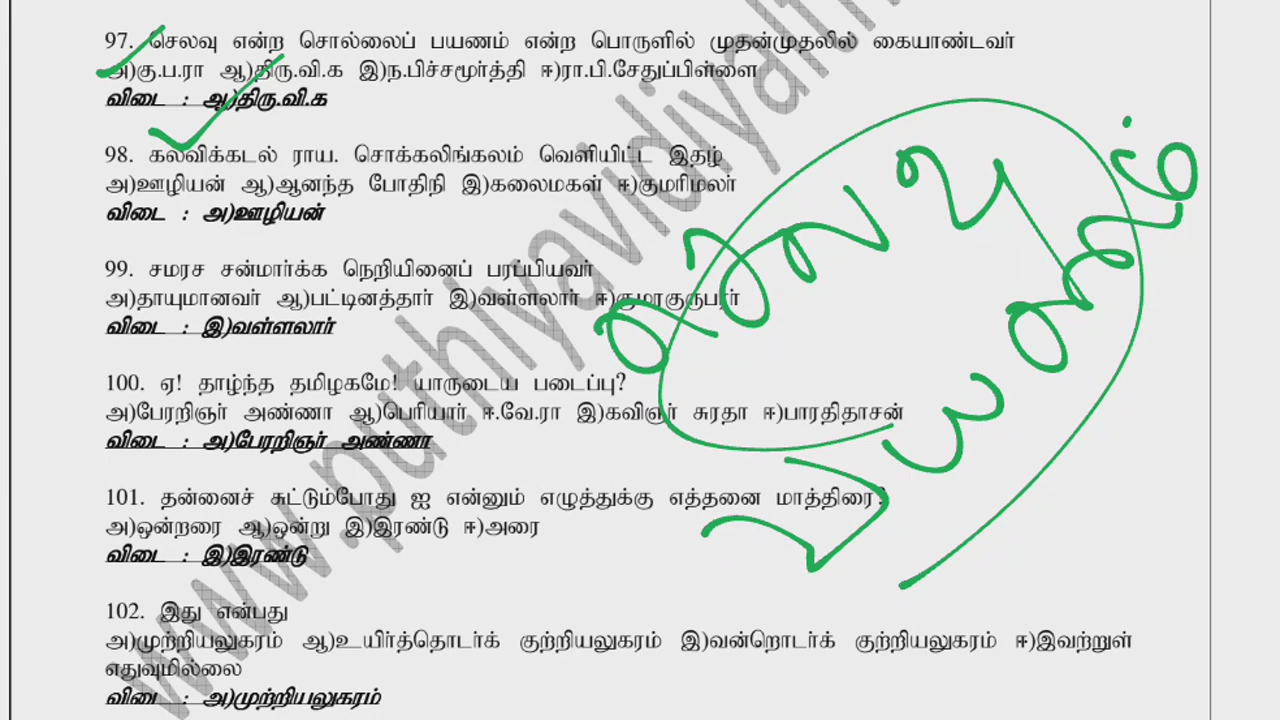 97. செலவு என்ற சொல்லைப் பயணம் என்ற பொருளில் முதன்முதலில் கையாண்டவர்
அ)கு.ப.ரா ஆ)திரு.வி.க இ)ந.பிச்சமூர்த்தி ஈ)ரா.பி.சேதுப்பிள்ளை
விடை : ஆ)திரு.வி.க
98. கலவிக்கடல் ராய. சொக்கலிங்கலம் வெளியிட்ட இதழ்
அ)ஊழியன் ஆ)ஆனந்த போதிநி இ)கலைமகள் ஈ)குமரிமலர்
விடை : அ)ஊழியன்
99. சமரச சன்மார்க்க நெறியினைப் பரப்பியவர்
அ)தாயுமானவர் ஆ)பட்டினத்தார் இ)வள்ளலார் ஈ)குமரகுருபரர்
விடை : இ)வள்ளலார்
100. ஏ! தாழ்ந்த தமிழகமே! யாருடைய படைப்பு?
அ)பேரறிஞர் அண்ணா ஆ)பெரியார் ஈ.வே.ரா இ)கவிஞர் சுரதா ஈ)பாரதிதாசன்
விடை : அ)பேரறிஞர் அண்ணா
101. தன்னைச் சுட்டும்போது ஐ என்னும் எழுத்துக்கு எத்தனை மாத்திரை?
அ)ஒன்றரை ஆ)ஒன்று இ)இரண்டு ஈ)அரை
விடை : இ)இரண்டு
102. இது என்பது
அ)முற்றியலுகரம் ஆ)உயிர்த்தொடர்க் குற்றியலுகரம் இ)வன்றொடர்க் குற்றியலுகரம் ஈ)இவற்றுள்
எதுவுமில்லை
விடை : அ)முற்றியலுகரம்
செலவு
பயணம்